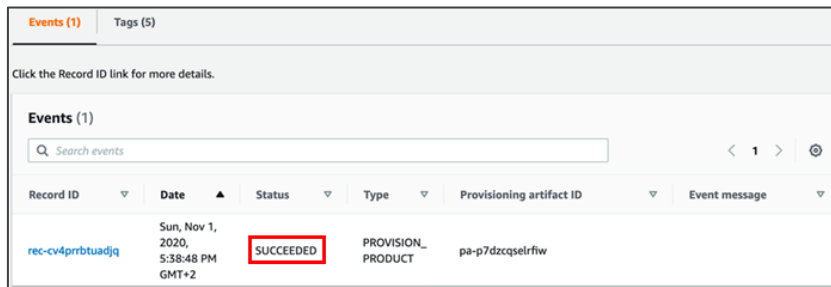 Events (1) Tags (5)
Click the Record ID link for more details.
Events (1)
Search events 1
Record ID Date Status Type Provisioning artifact ID Event message
Sun, Nov 1,
2020,
5:38:48 PM
GMT+2
rec-cv4prrbtuadjq
SUCCEEDED
PROVISION_
PRODUCT
pa-p7dzcqselrfiw